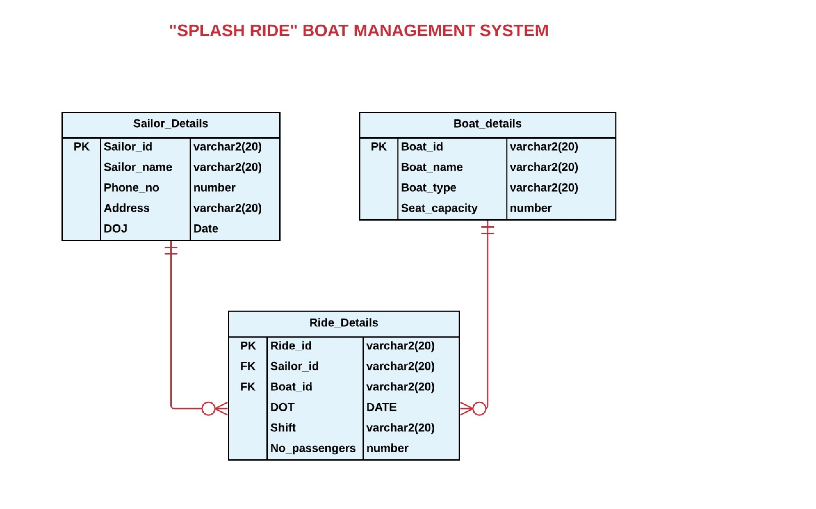 "SPLASH RIDE" BOAT MANAGEMENT SYSTEM
Sailor_Details
PK Sailor_id varchar2(20)
Sailor_name varchar2(20)
Phone_no number
Address varchar2(20)
DOJ Date
Boat_details
PK Boat_id varchar2(20)
Boat_name varchar2(20)
Boat_type varchar2(20)
Seat_capacity number
Ride_Details
PK Ride_id varchar2(20)
FK Sailor_id varchar2(20)
FK Boat_id varchar2(20)
DOT DATE
Shift varchar2(20)
No_passengers number